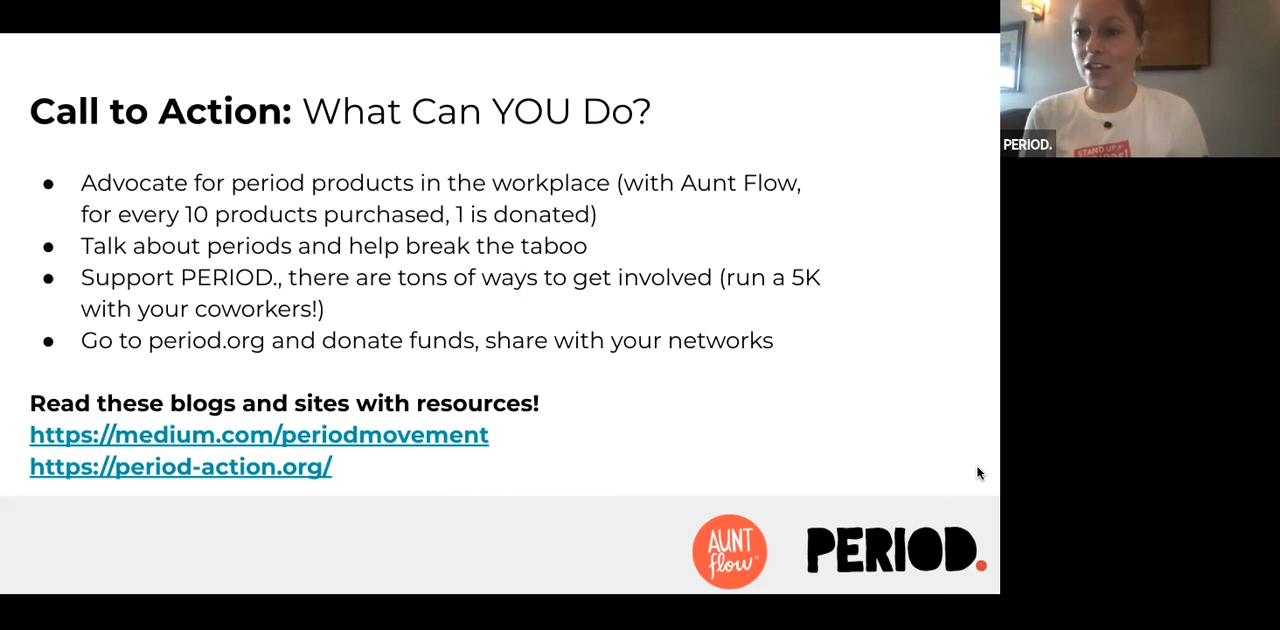 Call to Action: What Can YOU Do?
● Advocate for period products in the workplace (with Aunt Flow,
for every 10 products purchased, 1 is donated)
● Talk about periods and help break the taboo
● Support PERIOD., there are tons of ways to get involved (run a 5K
with your coworkers!)
● Go to period.org and donate funds, share with your networks
Read these blogs and sites with resources!
https://medium.com/periodmovement
https://period-action.org/
AUNT
flow
PERIOD.
PERIOD.
STAND UP